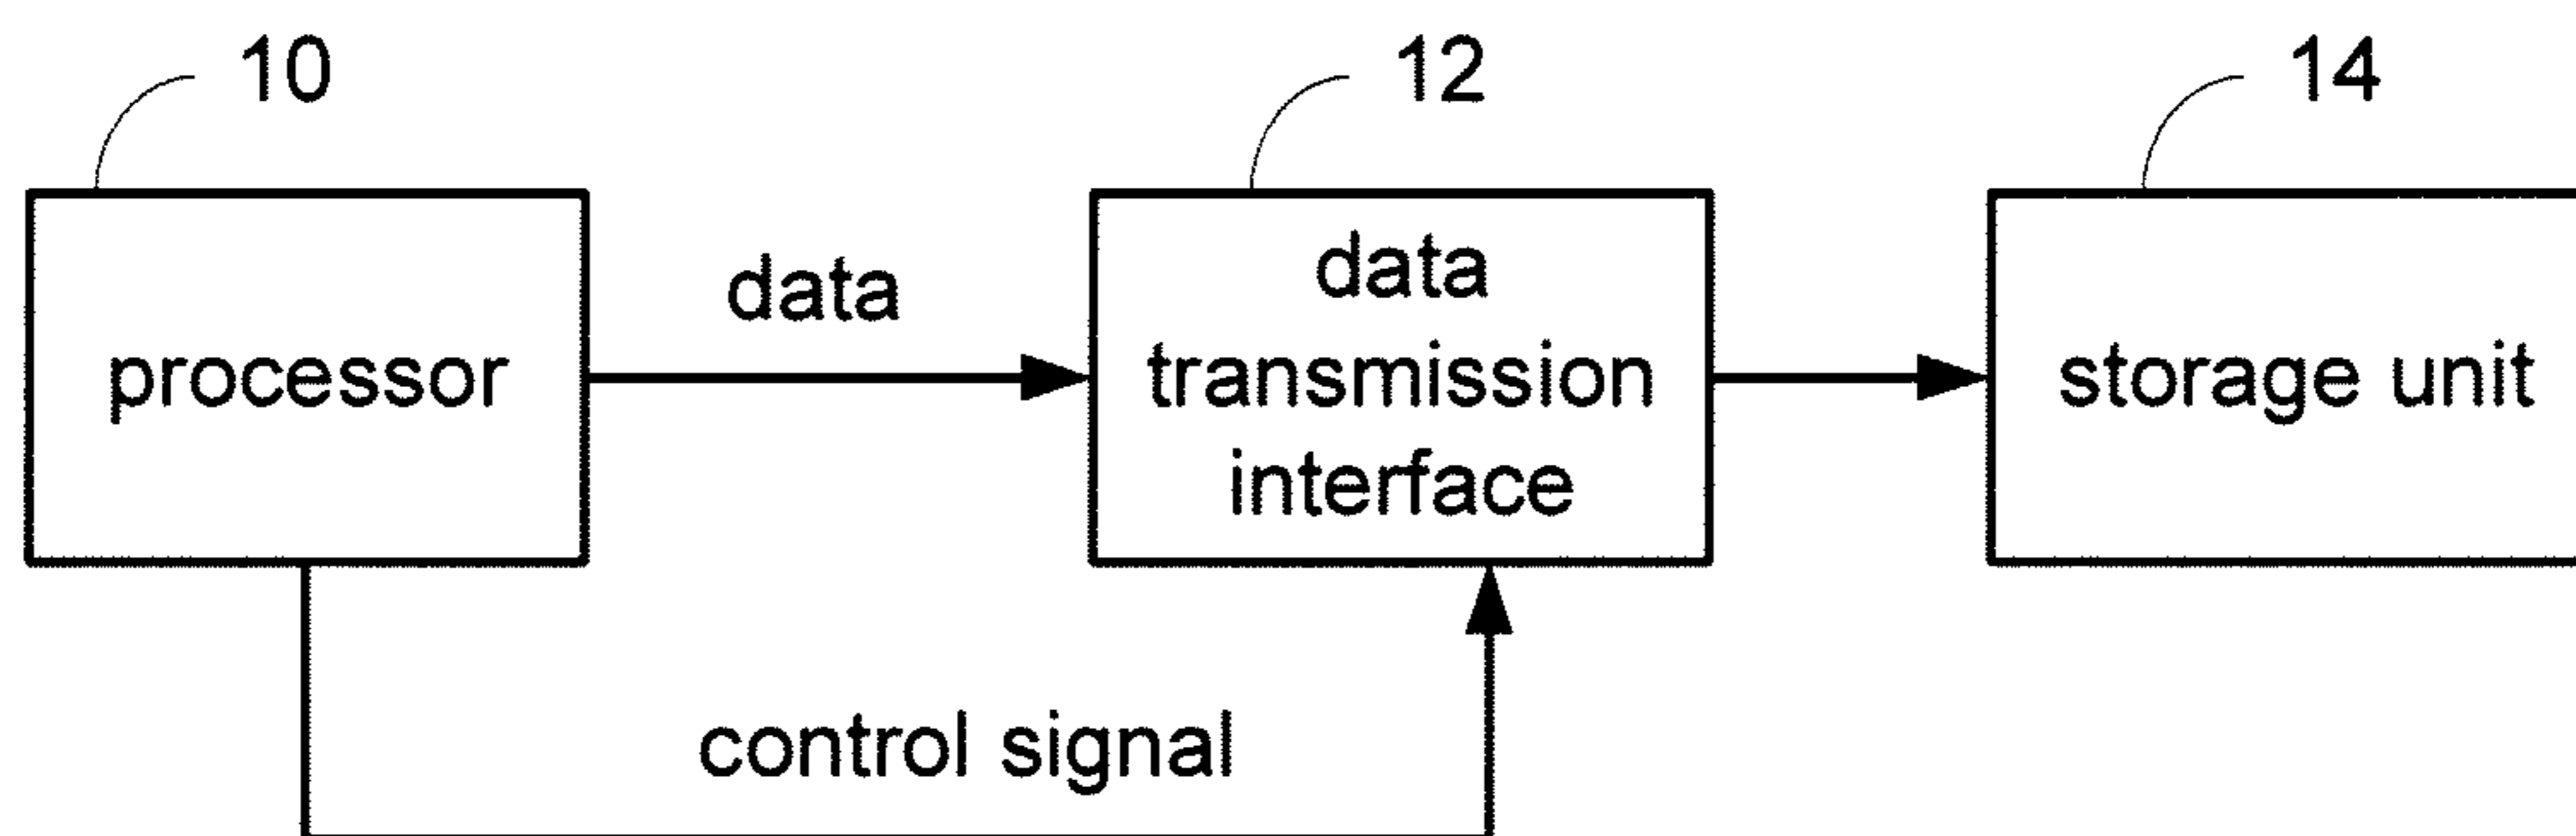 10
12
14
processor
data
data
transmission
interface
storage unit
control signal